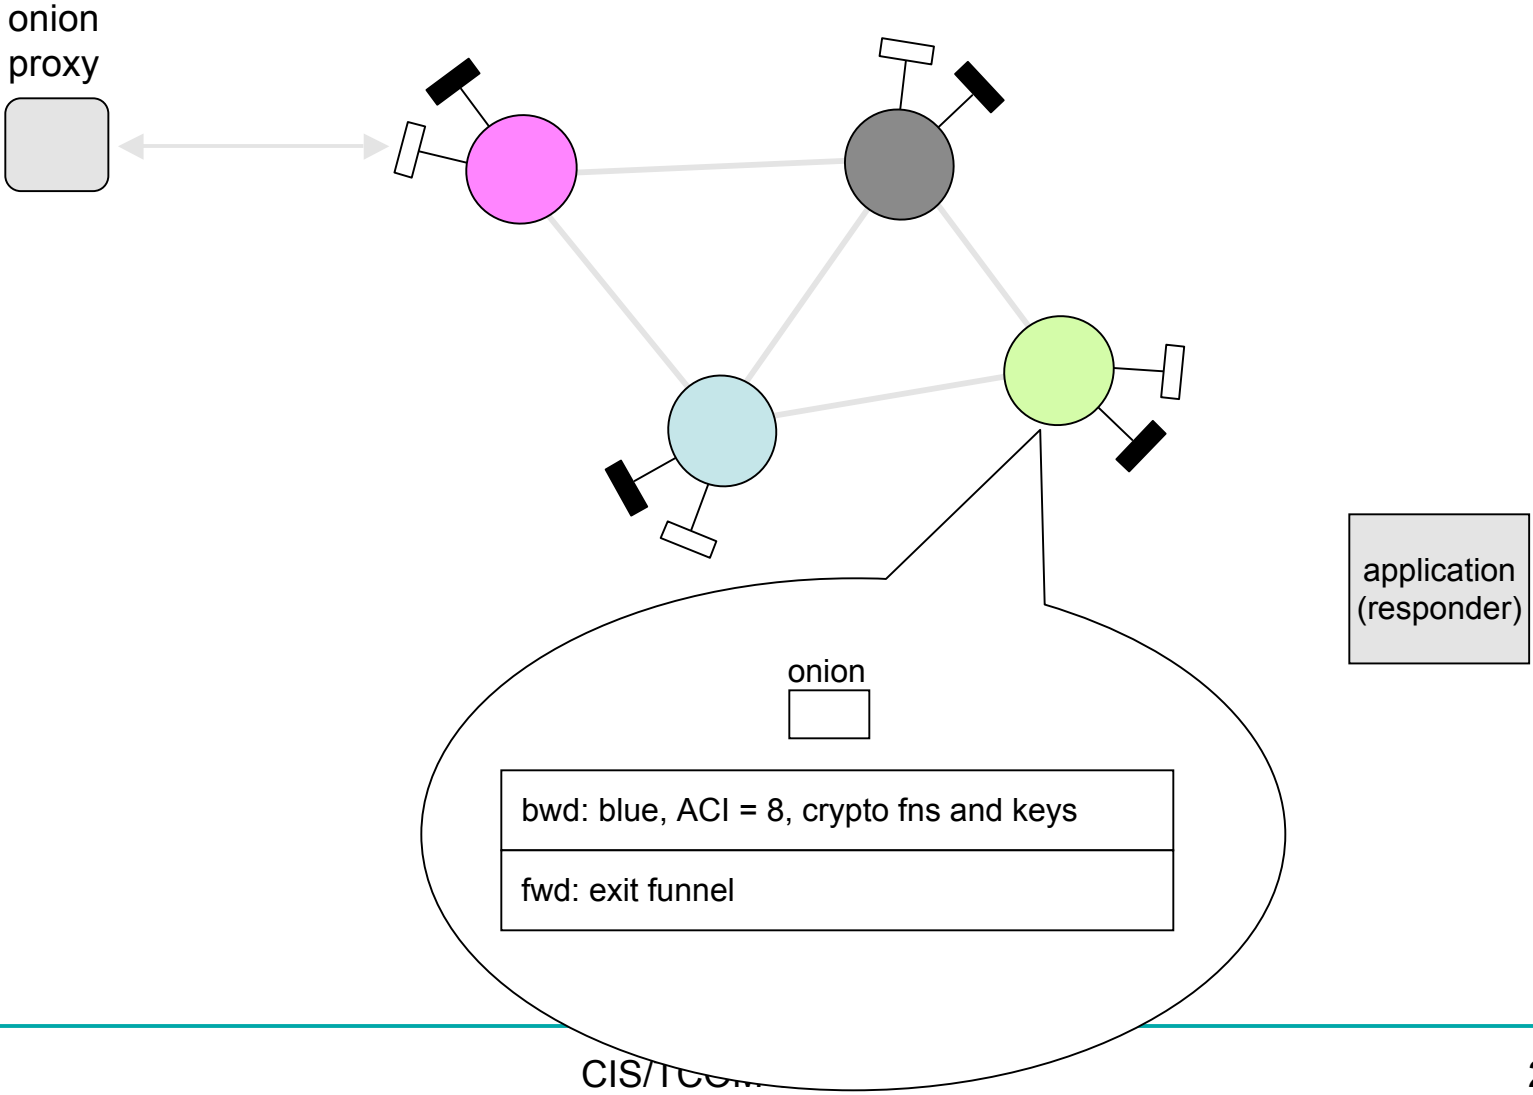 onion
proxy
application
(responder)
onion
bwd: blue, ACI = 8, crypto fns and keys
fwd: exit funnel